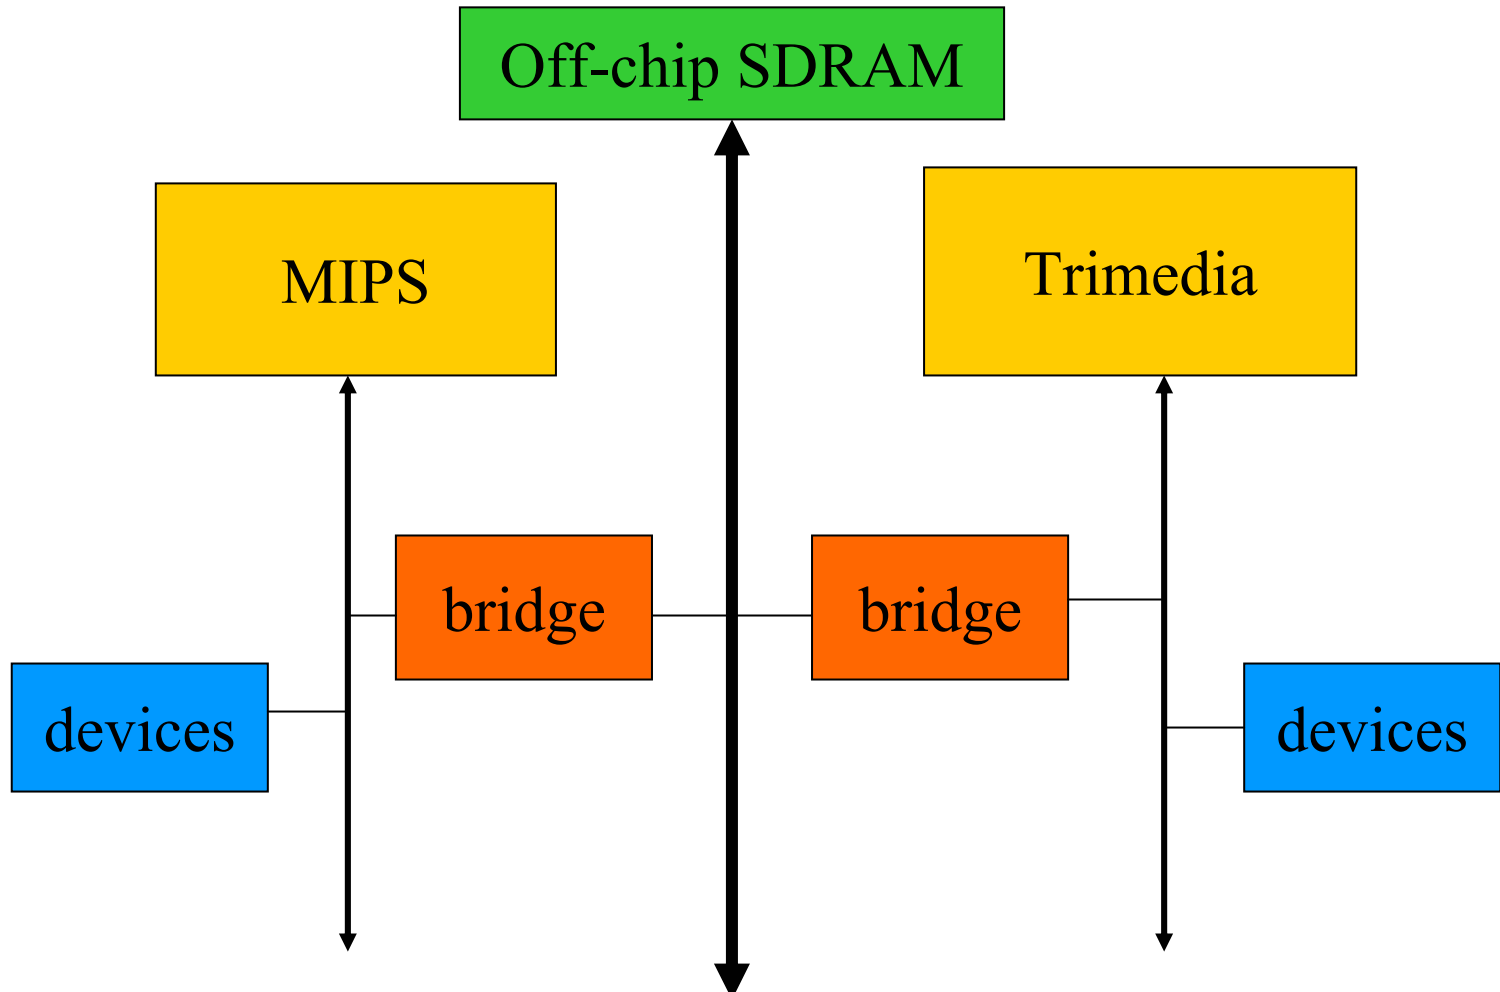 Off-chip SDRAM
MIPS
Trimedia
bridge
bridge
devices
devices